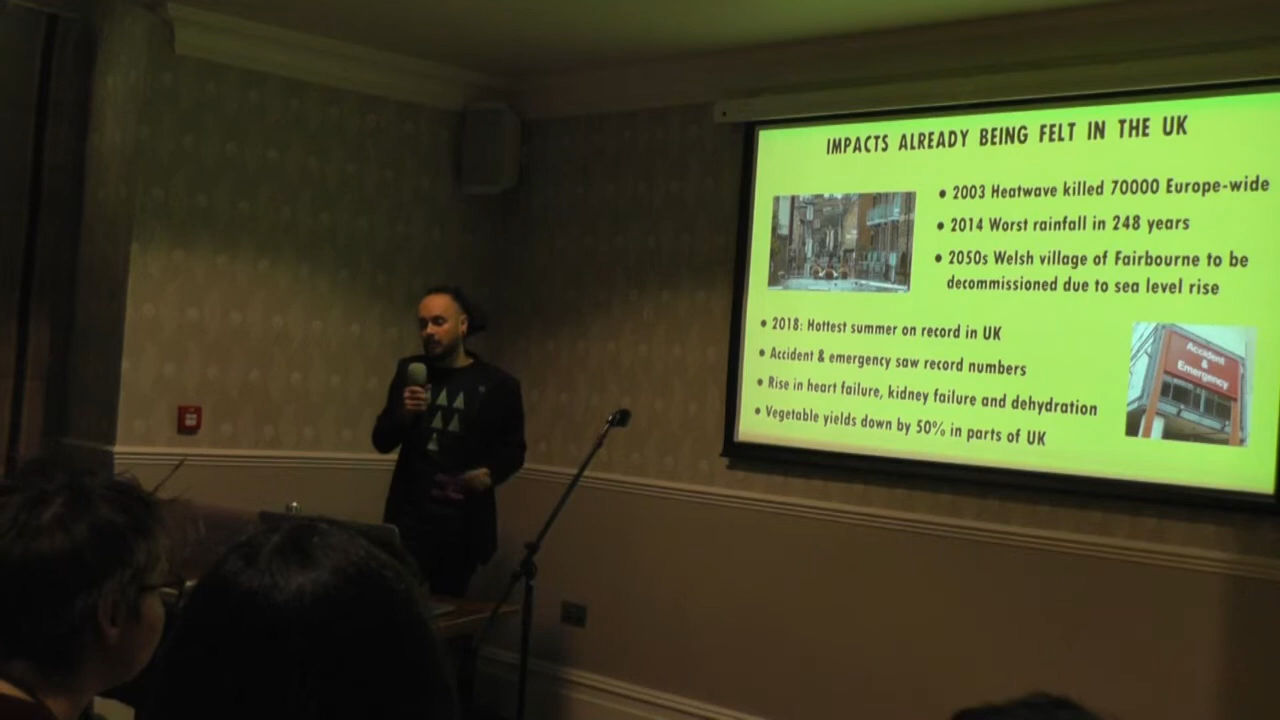 IMPACTS ALREADY BEING FELT IN THE UK
• 2003 Heatwave killed 70000 Europe-wide
• 2014 Worst rainfall in 248 years
• 2050s Welsh village of Fairbourne to be
decommissioned due to sea level rise
• 2018: Hottest summer on record in UK
• Accident & emergency saw record numbers
• Rise in heart failure, kidney failure and dehydration
• Vegetable yields down by 50% in parts of UK
Accident
&
Emergency